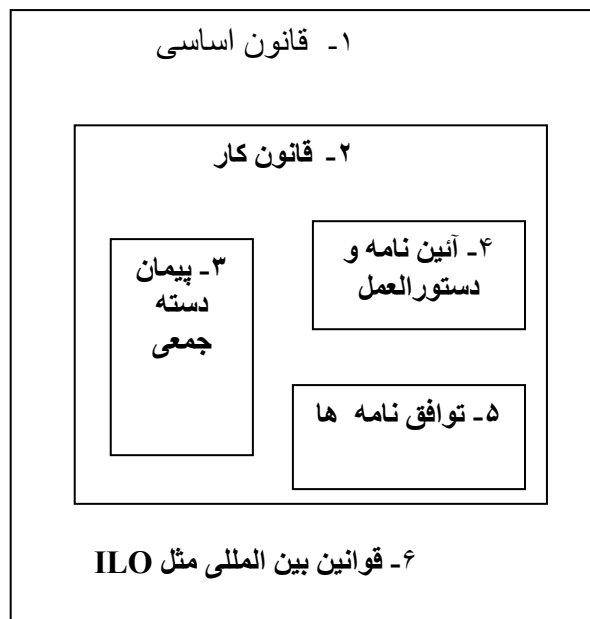 ۱- قانون اساسی
۲- قانون کار
۳- پیمان
دسته
جمعی
۴- آئین نامه و
دستورالعمل
۵- توافق نامه ها
۶- قوانین بین المللی مثل ILO